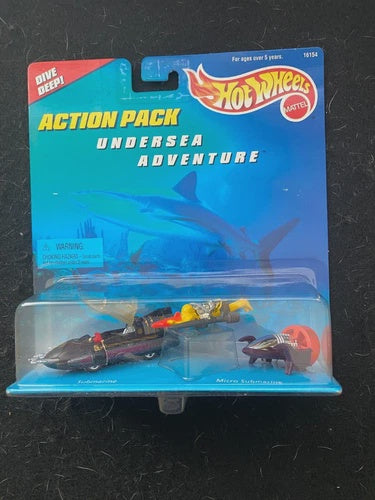 DIVE
DEEP!
For ages over 5 years.
16154
Hot Wheels
MATTEL
ACTION PACK
UNDERSEA
ADVENTURE™
WARNING:
CHOKING HAZARD
Submarine
Micro Submarine